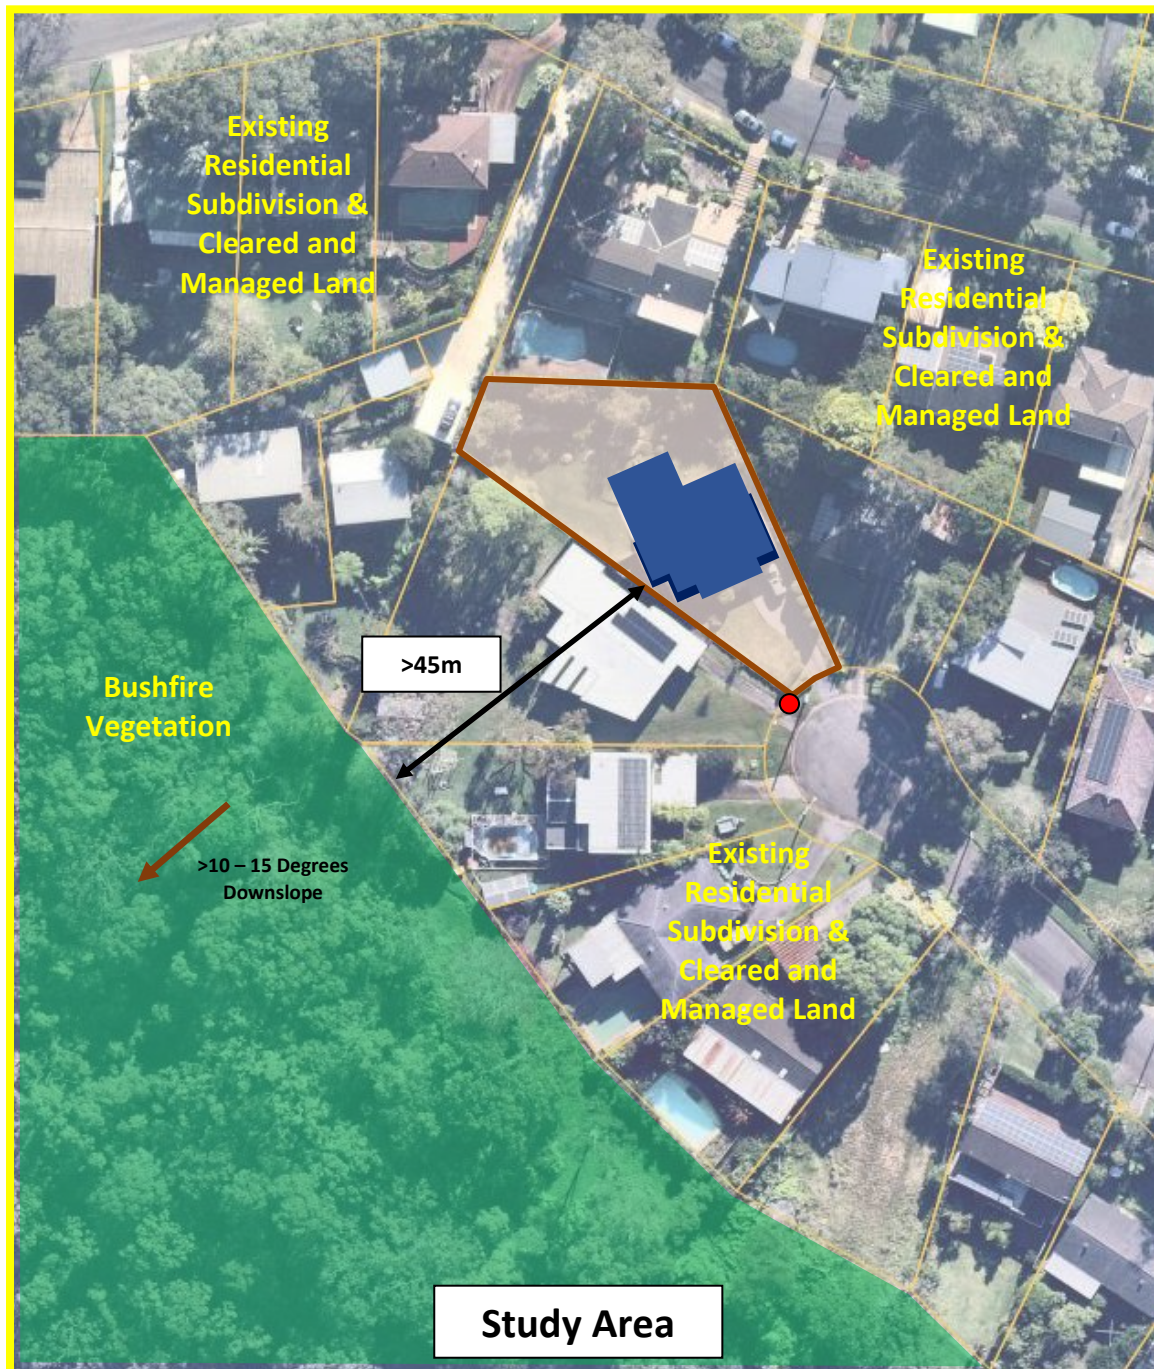 Existing
Residential
Subdivision &
Cleared and
Managed Land
Existing
Residential
Subdivision &
Cleared and
Managed Land
>45m
Bushfire
Vegetation
>10 – 15 Degrees
Downslope
Existing
Residential
Subdivision &
Cleared and
Managed Land
Study Area